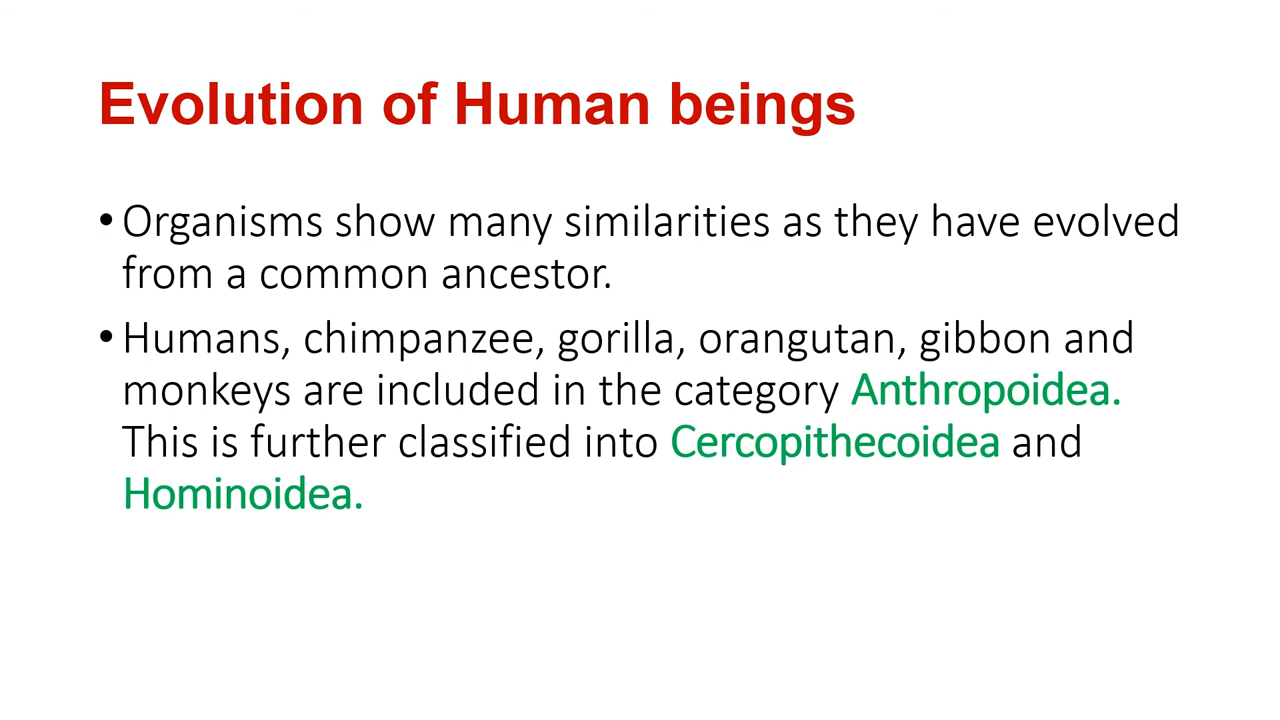 Evolution of Human beings
• Organisms show many similarities as they have evolved
from a common ancestor.
• Humans, chimpanzee, gorilla, orangutan, gibbon and
monkeys are included in the category Anthropoidea.
This is further classified into Cercopithecoidea and
Hominoidea.